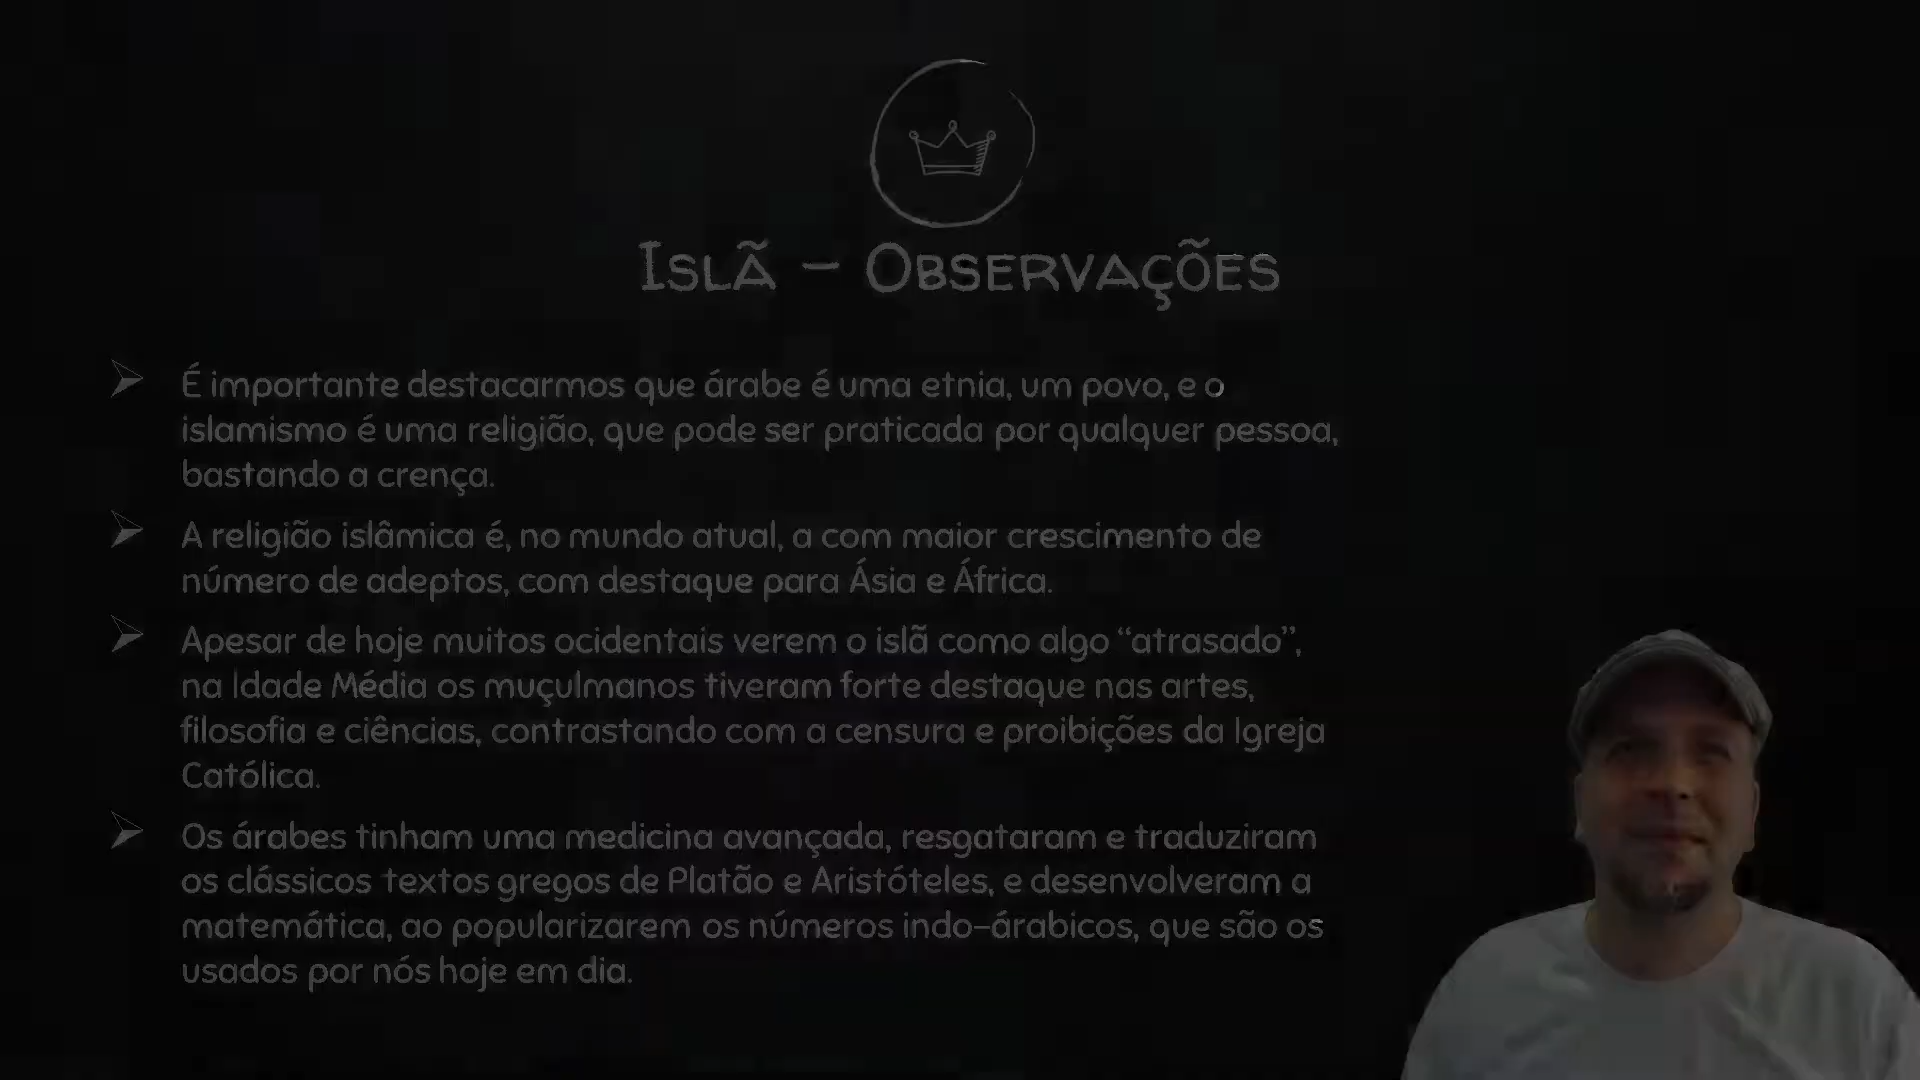 Islã – Observações
É importante destacarmos que árabe é uma etnia, um povo, e o
islamismo é uma religião, que pode ser praticada por qualquer pessoa,
bastando a crença.
A religião islâmica é, no mundo atual, a com maior crescimento de
número de adeptos, com destaque para Ásia e África.
Apesar de hoje muitos ocidentais verem o islã como algo “atrasado”,
na Idade Média os muçulmanos tiveram forte destaque nas artes,
filosofia e ciências, contrastando com a censura e proibições da Igreja
Católica.
Os árabes tinham uma medicina avançada, resgataram e traduziram
os clássicos textos gregos de Platão e Aristóteles, e desenvolveram a
matemática, ao popularizarem os números indo-árabicos, que são os
usados por nós hoje em dia.